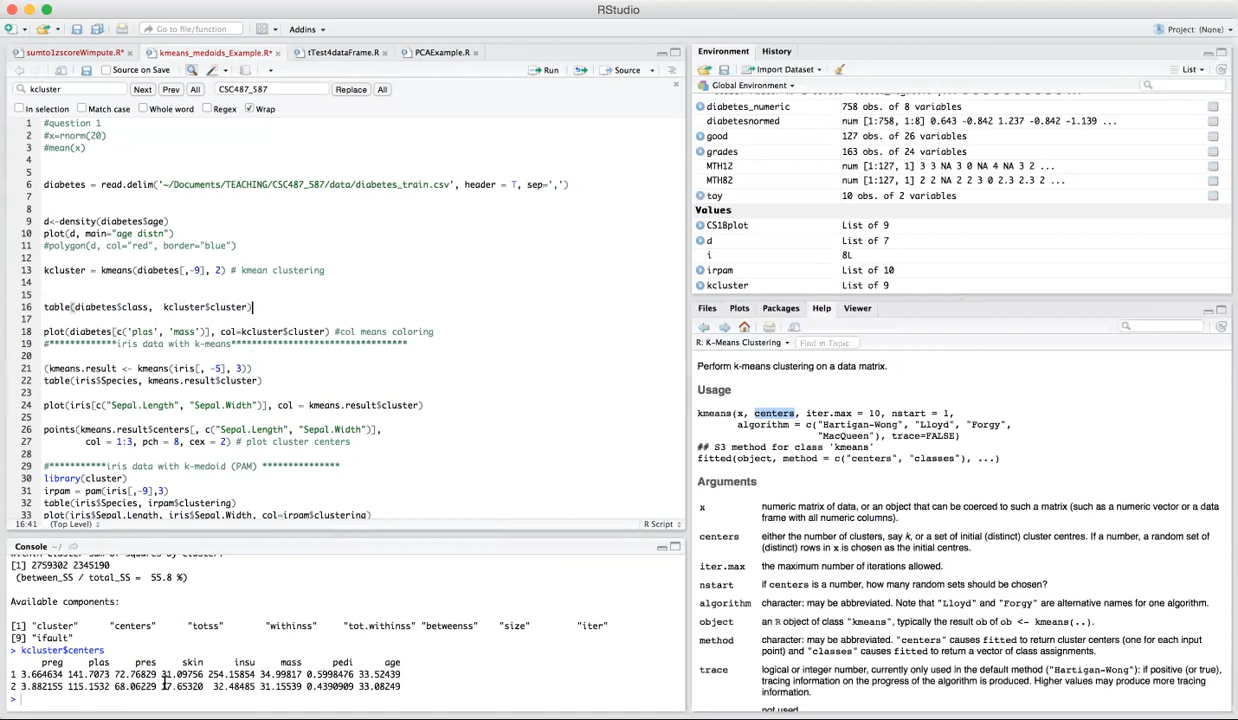 RStudio
Go to file/function
Addins
Project: (None)
sumto1zscoreWimpute.R*
kmeans_medoids_Example.R*
tTest4dataFrame.R
PCAExample.R
Source on Save
Run
Source
kcluster
Next
Prev
All
CSC487_587
Replace
All
In selection
Match case
Whole word
Regex
Wrap
1 #question 1
2 #x=rnorm(20)
3 #mean(x)
4
5
6 diabetes = read.delim('~/Documents/TEACHING/CSC487_587/data/diabetes_train.csv', header = T, sep=',')
7
8
9 d<-density(diabetes$age)
10 plot(d, main="age distn")
11 #polygon(d, col="red", border="blue")
12
13 kcluster = kmeans(diabetes[,-9], 2) # kmean clustering
14
15
16 table(diabetes$class,  kcluster$cluster)
17
18 plot(diabetes[c('plas', 'mass')], col=kcluster$cluster) #col means coloring
19 #*************iris data with k-means**********************************
20
21 (kmeans.result <- kmeans(iris[, -5], 3))
22 table(iris$Species, kmeans.result$cluster)
23
24 plot(iris[c("Sepal.Length", "Sepal.Width")], col = kmeans.result$cluster)
25
26 points(kmeans.result$centers[, c("Sepal.Length", "Sepal.Width")],
27 col = 1:3, pch = 8, cex = 2) # plot cluster centers
28
29 #***********iris data with k-medoid (PAM) ***************
30 library(cluster)
31 irpam = pam(iris[,-9],3)
32 table(iris$Species, irpam$clustering)
33 plot(iris$Sepal.Length, iris$Sepal.Width, col=irpam$clustering)
16:41 (Top Level)
R Script
Console ~/
within cluster sum of squares by cluster:
[1] 2759302 2345190
(between_SS / total_SS =  55.8 %)
Available components:
[1] "cluster" "centers" "totss" "withinss" "tot.withinss" "betweenss" "size" "iter"
[9] "ifault"
> kcluster$centers
preg plas pres skin insu mass pedi age
1 3.664634 141.7073 72.76829 31.09756 254.15854 34.99817 0.5998476 33.52439
2 3.882155 115.1532 68.06229 17.65320 32.48485 31.15539 0.4390909 33.08249
>
Environment
History
Import Dataset
List
Global Environment
diabetes_numeric 758 obs. of 8 variables
diabetesnormed num [1:758, 1:8] 0.643 -0.842 1.237 -0.842 -1.139 ...
good 127 obs. of 26 variables
grades 163 obs. of 24 variables
MTH12 num [1:127, 1] 3 3 NA 3 0 NA 4 NA 3 2 ...
MTH82 num [1:127, 1] 2 2 NA 2 2 3 0 2.3 2.3 2 ...
toy 10 obs. of 2 variables
Values
CS18plot List of 9
d List of 7
i 8L
irpam List of 10
kcluster List of 9
Files
Plots
Packages
Help
Viewer
R: K-Means Clustering
Find in Topic
Perform k-means clustering on a data matrix.
Usage
kmeans(x, centers, iter.max = 10, nstart = 1,
algorithm = c("Hartigan-Wong", "Lloyd", "Forgy",
"MacQueen"), trace=FALSE)
## S3 method for class 'kmeans'
fitted(object, method = c("centers", "classes"), ...)
Arguments
x numeric matrix of data, or an object that can be coerced to such a matrix (such as a numeric vector or a data
frame with all numeric columns).
centers either the number of clusters, say k, or a set of initial (distinct) cluster centres. If a number, a random set of
(distinct) rows in x is chosen as the initial centres.
iter.max the maximum number of iterations allowed.
nstart if centers is a number, how many random sets should be chosen?
algorithm character: may be abbreviated. Note that "Lloyd" and "Forgy" are alternative names for one algorithm.
object an R object of class "kmeans", typically the result ob of ob <- kmeans(..).
method character: may be abbreviated. "centers" causes fitted to return cluster centers (one for each input
point) and "classes" causes fitted to return a vector of class assignments.
trace logical or integer number, currently only used in the default method ("Hartigan-Wong"): if positive (or true),
tracing information on the progress of the algorithm is produced. Higher values may produce more tracing
information.
not used.